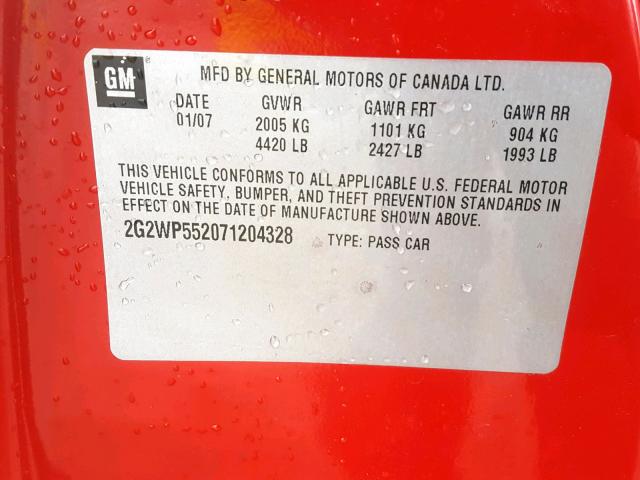 GM
MFD BY GENERAL MOTORS OF CANADA LTD.
DATE GVWR GAWR FRT GAWR RR
01/07 2005 KG 1101 KG 904 KG
4420 LB 2427 LB 1993 LB
THIS VEHICLE CONFORMS TO ALL APPLICABLE U.S. FEDERAL MOTOR
VEHICLE SAFETY, BUMPER, AND THEFT PREVENTION STANDARDS IN
EFFECT ON THE DATE OF MANUFACTURE SHOWN ABOVE.
2G2WP552071204328 TYPE: PASS CAR